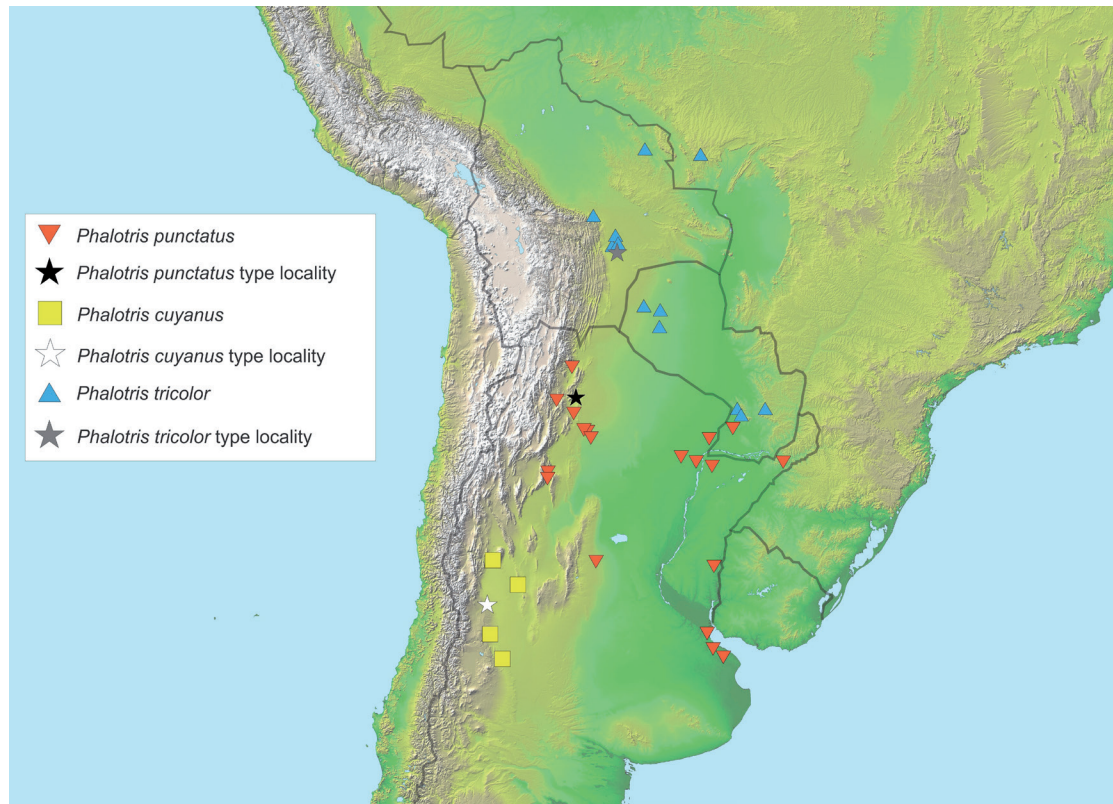 Phalotris punctatus
Phalotris punctatus type locality
Phalotris cuyanus
Phalotris cuyanus type locality
Phalotris tricolor
Phalotris tricolor type locality